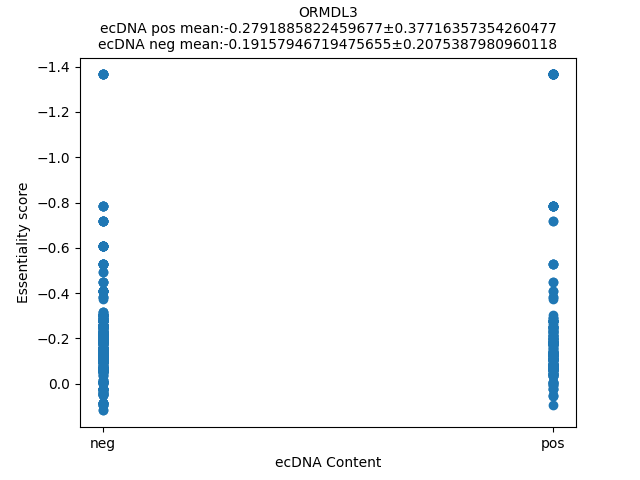 ORMDL3
ecDNA pos mean:-0.2791885822459677±0.37716357354260477
ecDNA neg mean:-0.19157946719475655±0.2075387980960118
−1.4
−1.2
−1.0
−0.8
−0.6
−0.4
−0.2
0.0
Essentiality score
neg
pos
ecDNA Content